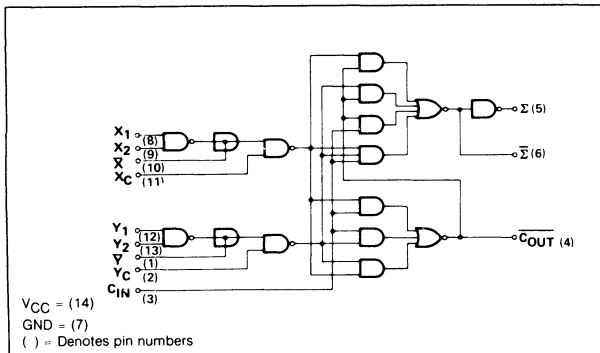 X1
(8)
X2
(9)
X̅
(10)
XC
(11)
Y1
(12)
Y2
(13)
Y̅
(1)
YC
(2)
CIN
(3)
Σ (5)
Σ̅ (6)
C̅O̅U̅T̅ (4)
VCC = (14)
GND = (7)
( ) = Denotes pin numbers